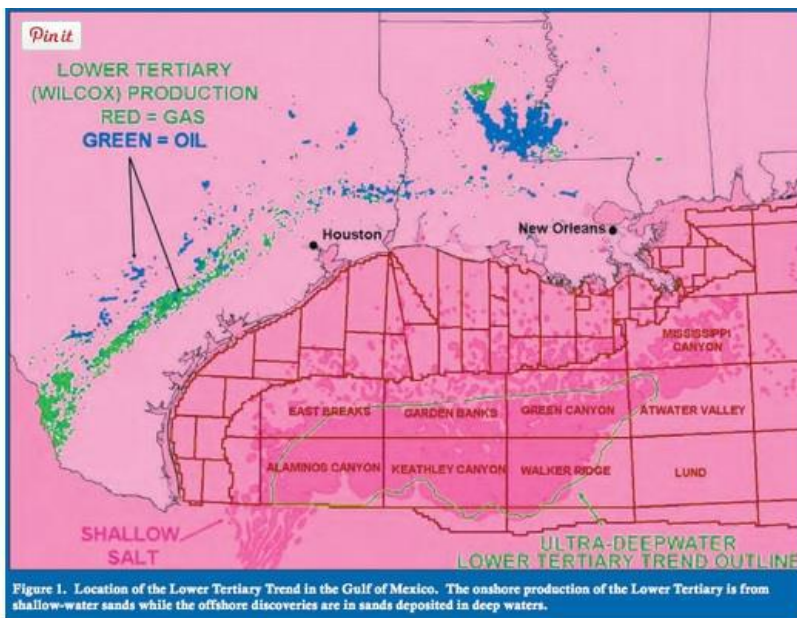 Pin it
LOWER TERTIARY
(WILCOX) PRODUCTION
RED = GAS
GREEN = OIL
Houston
New Orleans
MISSISSIPPI
CANYON
EAST BREAKS
GARDEN BANKS
GREEN CANYON
ATWATER VALLEY
ALAMINOS CANYON
KEATHLEY CANYON
WALKER RIDGE
LUND
SHALLOW
SALT
ULTRA-DEEPWATER
LOWER TERTIARY TREND OUTLINE
Figure 1. Location of the Lower Tertiary Trend in the Gulf of Mexico. The onshore production of the Lower Tertiary is from
shallow-water sands while the offshore discoveries are in sands deposited in deep waters.